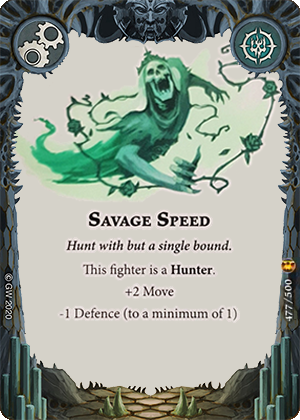 Savage Speed
Hunt with but a single bound.
This fighter is a Hunter.
+2 Move
-1 Defence (to a minimum of 1)
© GW 2020
477/500